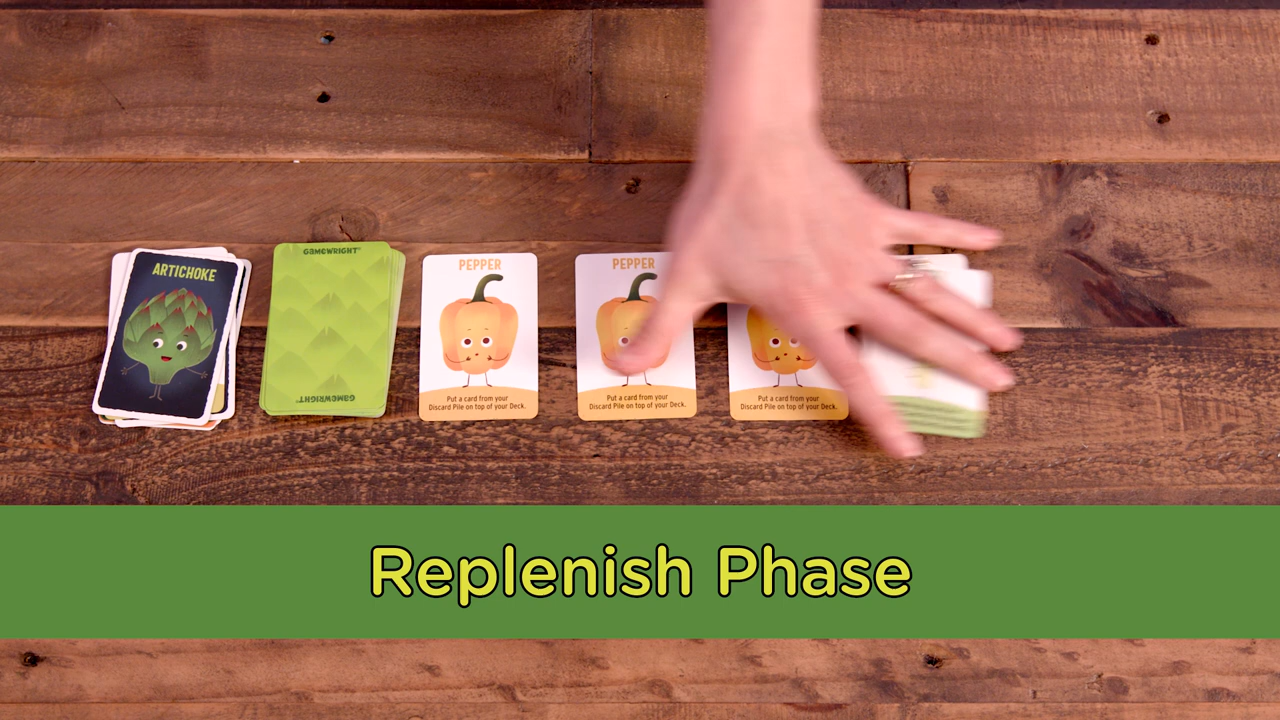 ARTICHOKE
GAMEWRIGHT
GAMEWRIGHT
PEPPER
Put a card from your
Discard Pile on top of your Deck.
PEPPER
Put a card from your
Discard Pile on top of your Deck.
Put a card from your
Discard Pile on top of your Deck.
Replenish Phase